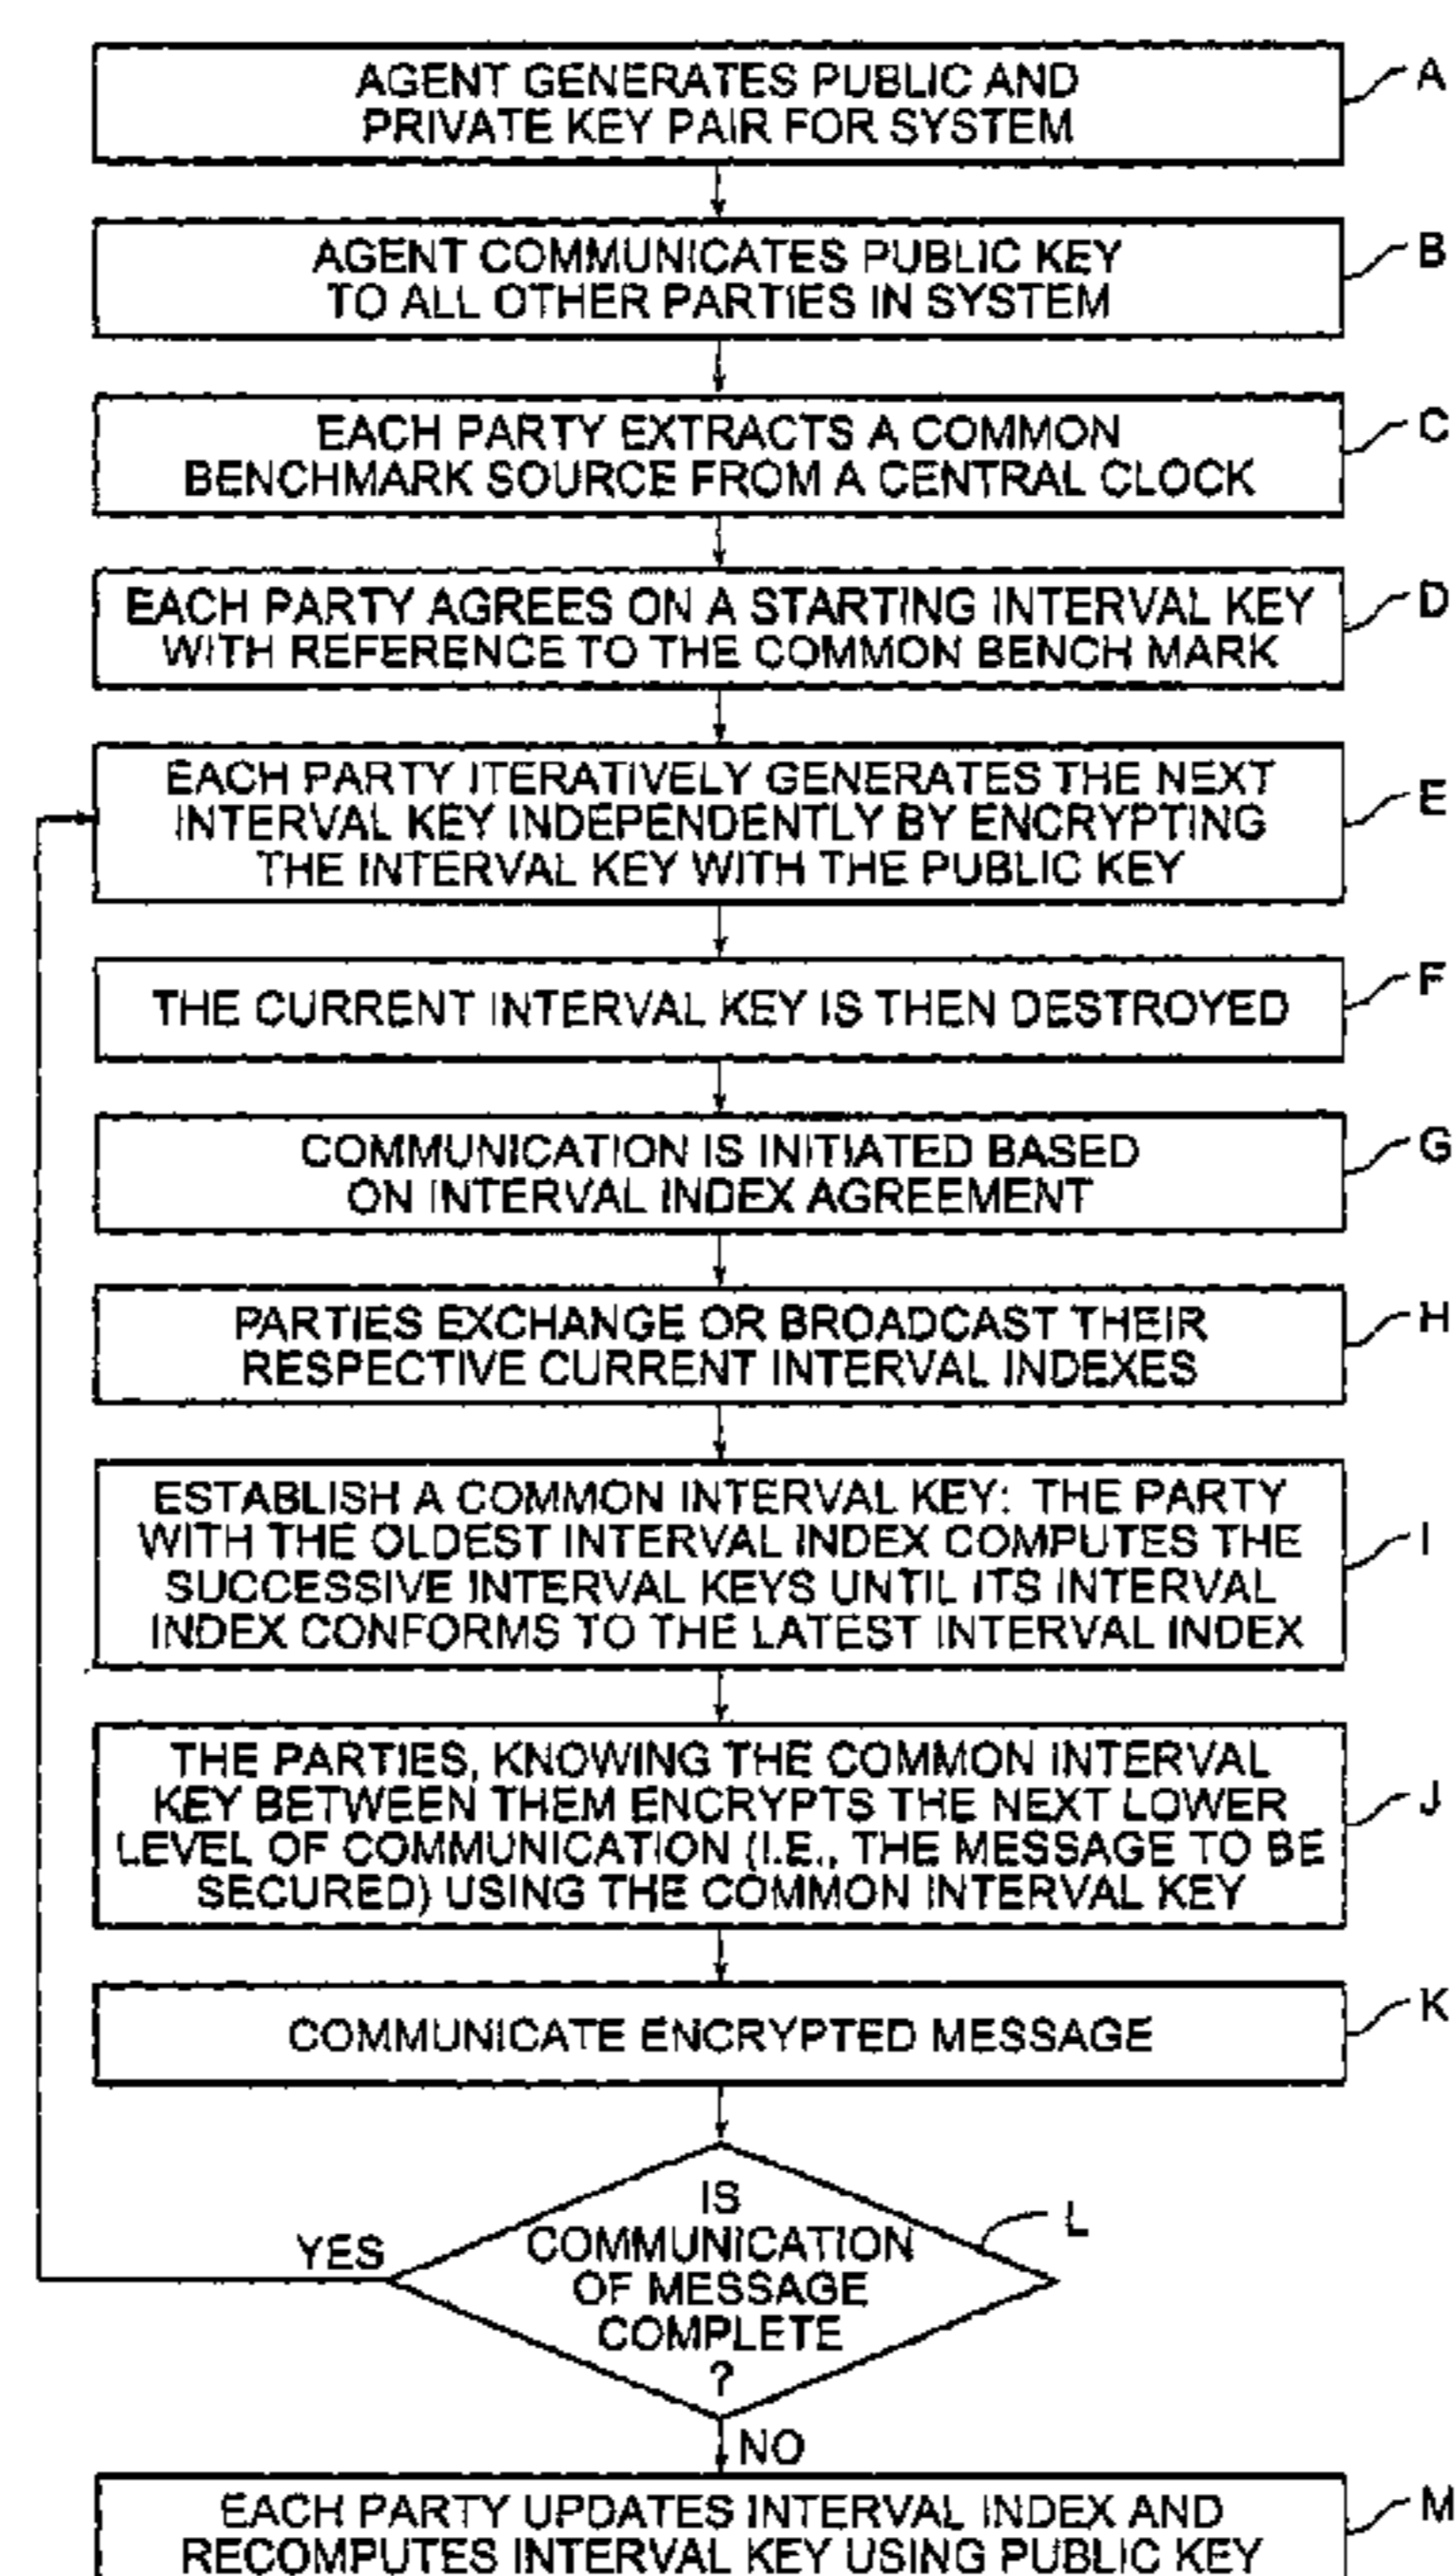 AGENT GENERATES PUBLIC AND
PRIVATE KEY PAIR FOR SYSTEM
A
AGENT COMMUNICATES PUBLIC KEY
TO ALL OTHER PARTIES IN SYSTEM
B
EACH PARTY EXTRACTS A COMMON
BENCHMARK SOURCE FROM A CENTRAL CLOCK
C
EACH PARTY AGREES ON A STARTING INTERVAL KEY
WITH REFERENCE TO THE COMMON BENCH MARK
D
EACH PARTY ITERATIVELY GENERATES THE NEXT
INTERVAL KEY INDEPENDENTLY BY ENCRYPTING
THE INTERVAL KEY WITH THE PUBLIC KEY
E
THE CURRENT INTERVAL KEY IS THEN DESTROYED
F
COMMUNICATION IS INITIATED BASED
ON INTERVAL INDEX AGREEMENT
G
PARTIES EXCHANGE OR BROADCAST THEIR
RESPECTIVE CURRENT INTERVAL INDEXES
H
ESTABLISH A COMMON INTERVAL KEY: THE PARTY
WITH THE OLDEST INTERVAL INDEX COMPUTES THE
SUCCESSIVE INTERVAL KEYS UNTIL ITS INTERVAL
INDEX CONFORMS TO THE LATEST INTERVAL INDEX
I
THE PARTIES, KNOWING THE COMMON INTERVAL
KEY BETWEEN THEM ENCRYPTS THE NEXT LOWER
LEVEL OF COMMUNICATION (I.E., THE MESSAGE TO BE
SECURED) USING THE COMMON INTERVAL KEY
J
COMMUNICATE ENCRYPTED MESSAGE
K
IS
COMMUNICATION
OF MESSAGE
COMPLETE
?
L
YES
NO
EACH PARTY UPDATES INTERVAL INDEX AND
RECOMPUTES INTERVAL KEY USING PUBLIC KEY
M